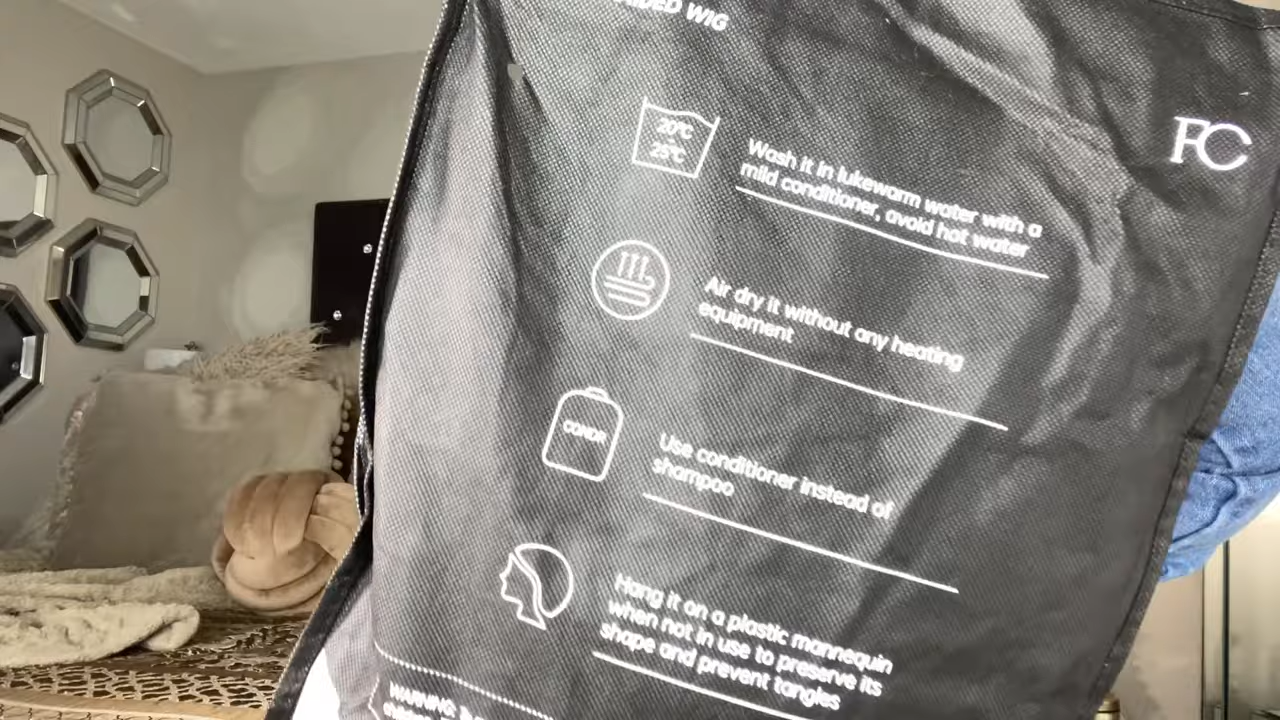 WIG
FC
20°C
25°C
Wash it in lukewarm water with a
mild conditioner, avoid hot water
Air dry it without any heating
equipment
CONDR
Use conditioner instead of
shampoo
Hang it on a plastic mannequin
when not in use to preserve its
shape and prevent tangles
WARNING: